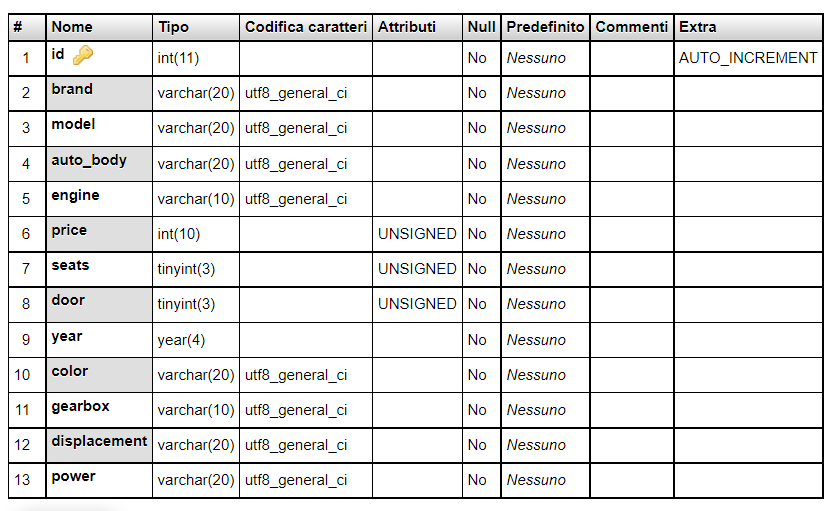 # Nome Tipo Codifica caratteri Attributi Null Predefinito Commenti Extra
1 id int(11) No Nessuno AUTO_INCREMENT
2 brand varchar(20) utf8_general_ci No Nessuno
3 model varchar(20) utf8_general_ci No Nessuno
4 auto_body varchar(20) utf8_general_ci No Nessuno
5 engine varchar(10) utf8_general_ci No Nessuno
6 price int(10) UNSIGNED No Nessuno
7 seats tinyint(3) UNSIGNED No Nessuno
8 door tinyint(3) UNSIGNED No Nessuno
9 year year(4) No Nessuno
10 color varchar(20) utf8_general_ci No Nessuno
11 gearbox varchar(10) utf8_general_ci No Nessuno
12 displacement varchar(20) utf8_general_ci No Nessuno
13 power varchar(20) utf8_general_ci No Nessuno